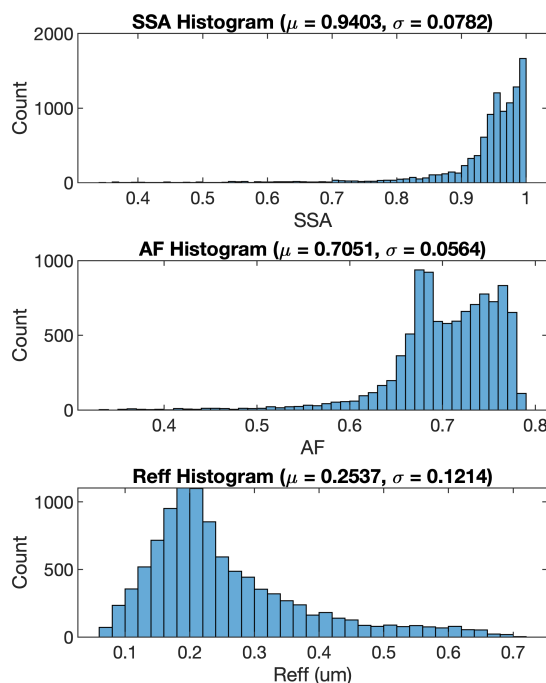 SSA Histogram (μ = 0.9403, σ = 0.0782)
2000
1000
0
Count
0.4 0.5 0.6 0.7 0.8 0.9 1
SSA
AF Histogram (μ = 0.7051, σ = 0.0564)
1000
500
0
Count
0.4 0.5 0.6 0.7 0.8
AF
Reff Histogram (μ = 0.2537, σ = 0.1214)
1000
500
0
Count
0.1 0.2 0.3 0.4 0.5 0.6 0.7
Reff (um)